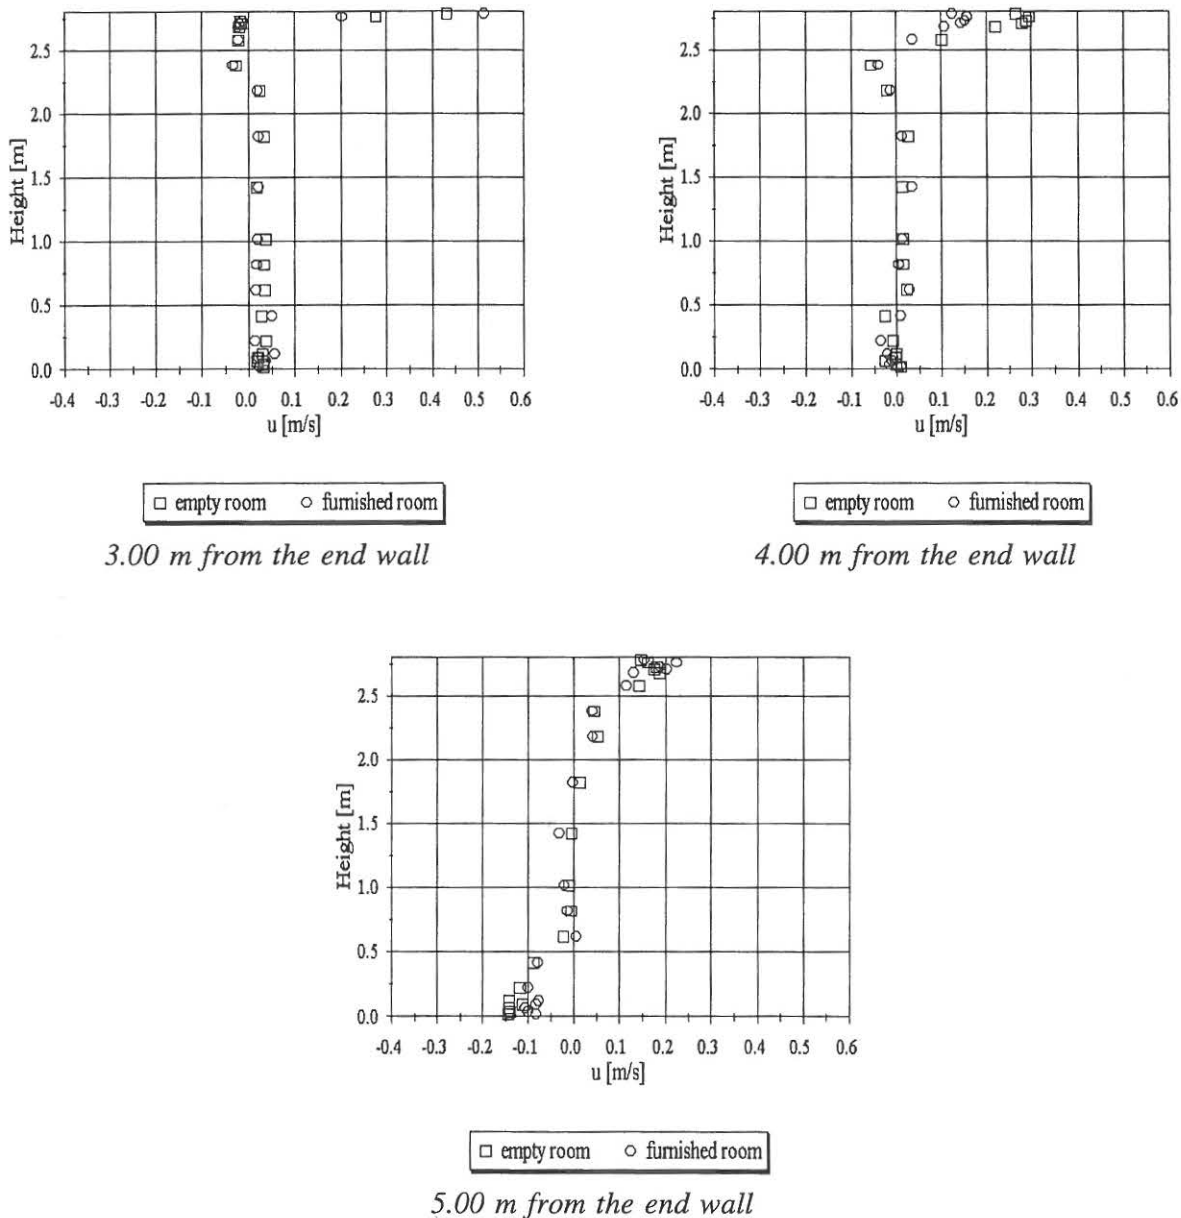 2.5
2.0
1.5
1.0
0.5
0.0
Height [m]
-0.4 -0.3 -0.2 -0.1 0.0 0.1 0.2 0.3 0.4 0.5 0.6
u [m/s]
empty room furnished room
3.00 m from the end wall
2.5
2.0
1.5
1.0
0.5
0.0
Height [m]
-0.4 -0.3 -0.2 -0.1 0.0 0.1 0.2 0.3 0.4 0.5 0.6
u [m/s]
empty room furnished room
4.00 m from the end wall
2.5
2.0
1.5
1.0
0.5
0.0
Height [m]
-0.4 -0.3 -0.2 -0.1 0.0 0.1 0.2 0.3 0.4 0.5 0.6
u [m/s]
empty room furnished room
5.00 m from the end wall